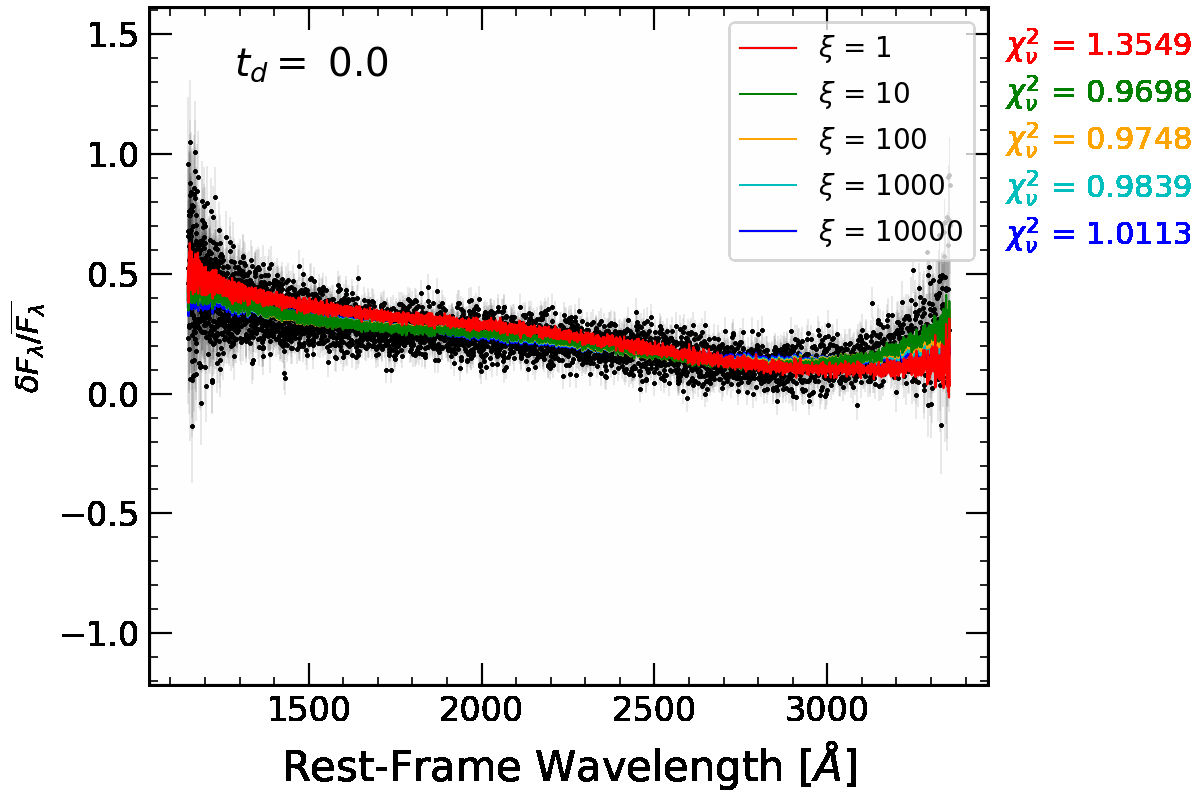 t_d = 0.0
ξ = 1
ξ = 10
ξ = 100
ξ = 1000
ξ = 10000
χ²_ν = 1.3549
χ²_ν = 0.9698
χ²_ν = 0.9748
χ²_ν = 0.9839
χ²_ν = 1.0113
1.5
1.0
0.5
0.0
−0.5
−1.0
δF_λ/F̅_λ
1500 2000 2500 3000
Rest-Frame Wavelength [Å]